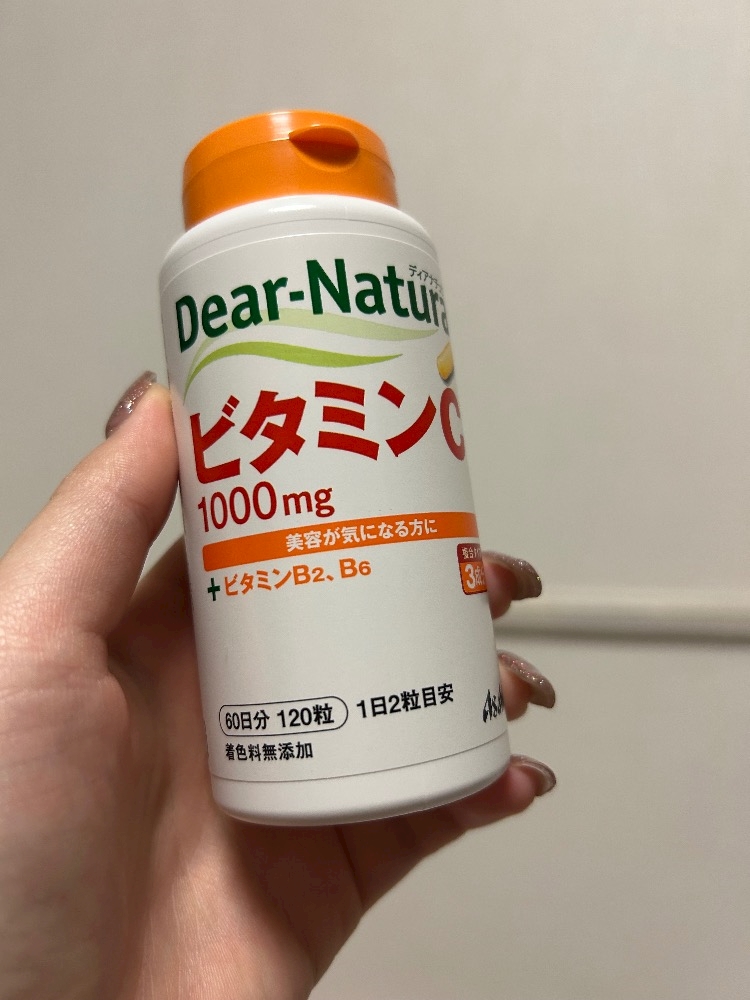 Dear-Natura
ビタミンC
1000mg
美容が気になる方に
+ビタミンB2、B6
60日分 120粒 1日2粒目安
着色料無添加